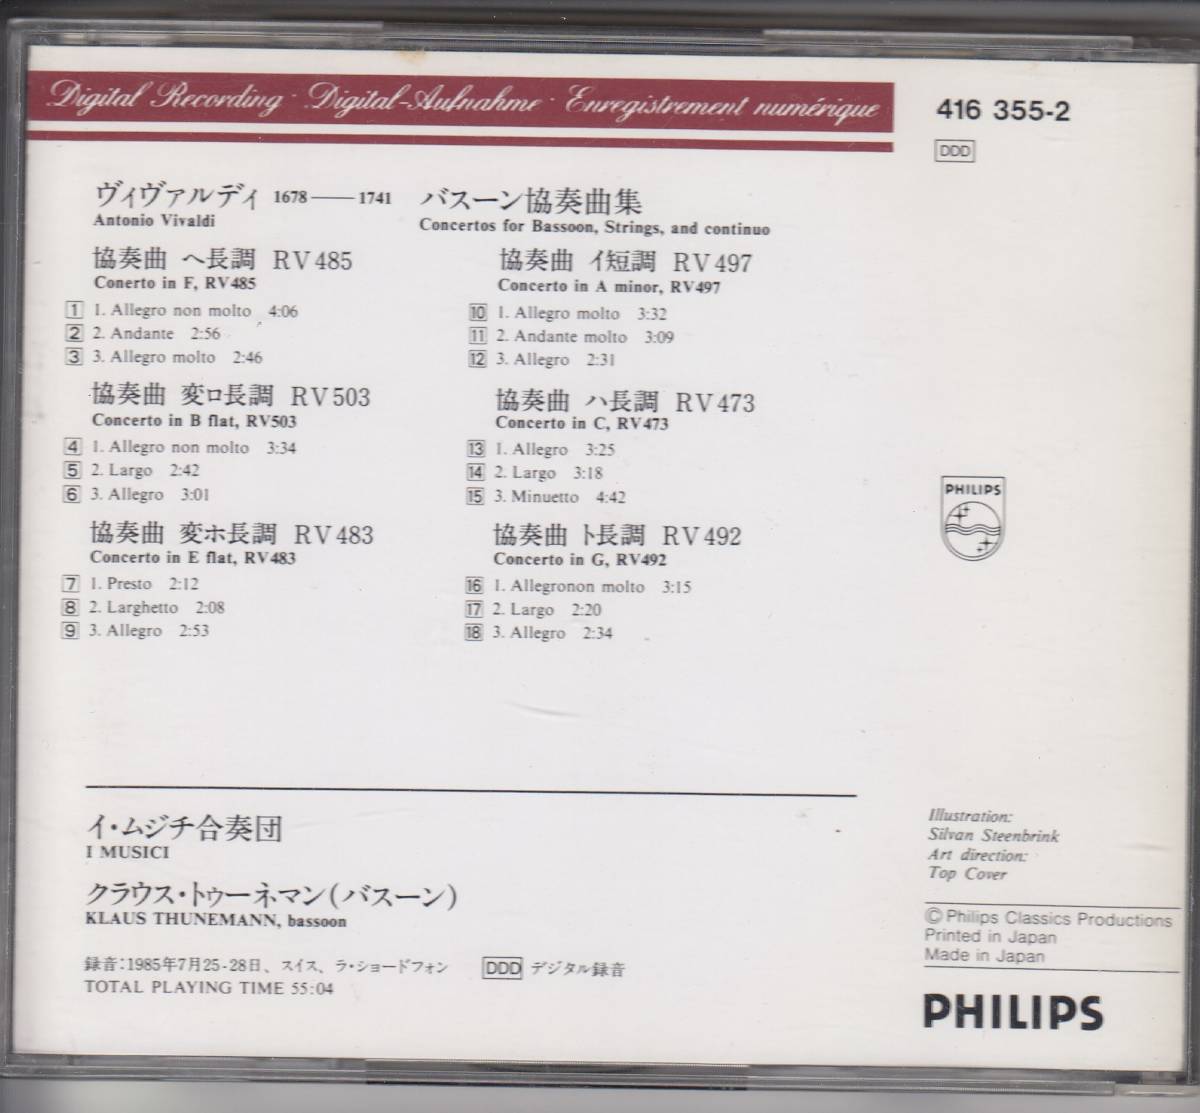 Digital Recording · Digital-Aufnahme · Enregistrement numérique
416 355-2
DDD
ヴィヴァルディ 1678——1741 バスーン協奏曲集
Antonio Vivaldi
Concertos for Bassoon, Strings, and continuo
協奏曲 ヘ長調 RV485
Conerto in F, RV485
1 1. Allegro non molto 4:06
2 2. Andante 2:56
3 3. Allegro molto 2:46
協奏曲 変ロ長調 RV503
Concerto in B flat, RV503
4 1. Allegro non molto 3:34
5 2. Largo 2:42
6 3. Allegro 3:01
協奏曲 変ホ長調 RV483
Concerto in E flat, RV483
7 1. Presto 2:12
8 2. Larghetto 2:08
9 3. Allegro 2:53
協奏曲 イ短調 RV497
Concerto in A minor, RV497
10 1. Allegro molto 3:32
11 2. Andante molto 3:09
12 3. Allegro 2:31
協奏曲 ハ長調 RV473
Concerto in C, RV473
13 1. Allegro 3:25
14 2. Largo 3:18
15 3. Minuetto 4:42
協奏曲 ト長調 RV492
Concerto in G, RV492
16 1. Allegronon molto 3:15
17 2. Largo 2:20
18 3. Allegro 2:34
PHILIPS
イ・ムジチ合奏団
I MUSICI
クラウス・トゥーネマン(バスーン)
KLAUS THUNEMANN, bassoon
録音:1985年7月25-28日、スイス、ラ・ショードフォン DDD デジタル録音
TOTAL PLAYING TIME 55:04
Illustration:
Silvan Steenbrink
Art direction:
Top Cover
© Philips Classics Productions
Printed in Japan
Made in Japan
PHILIPS